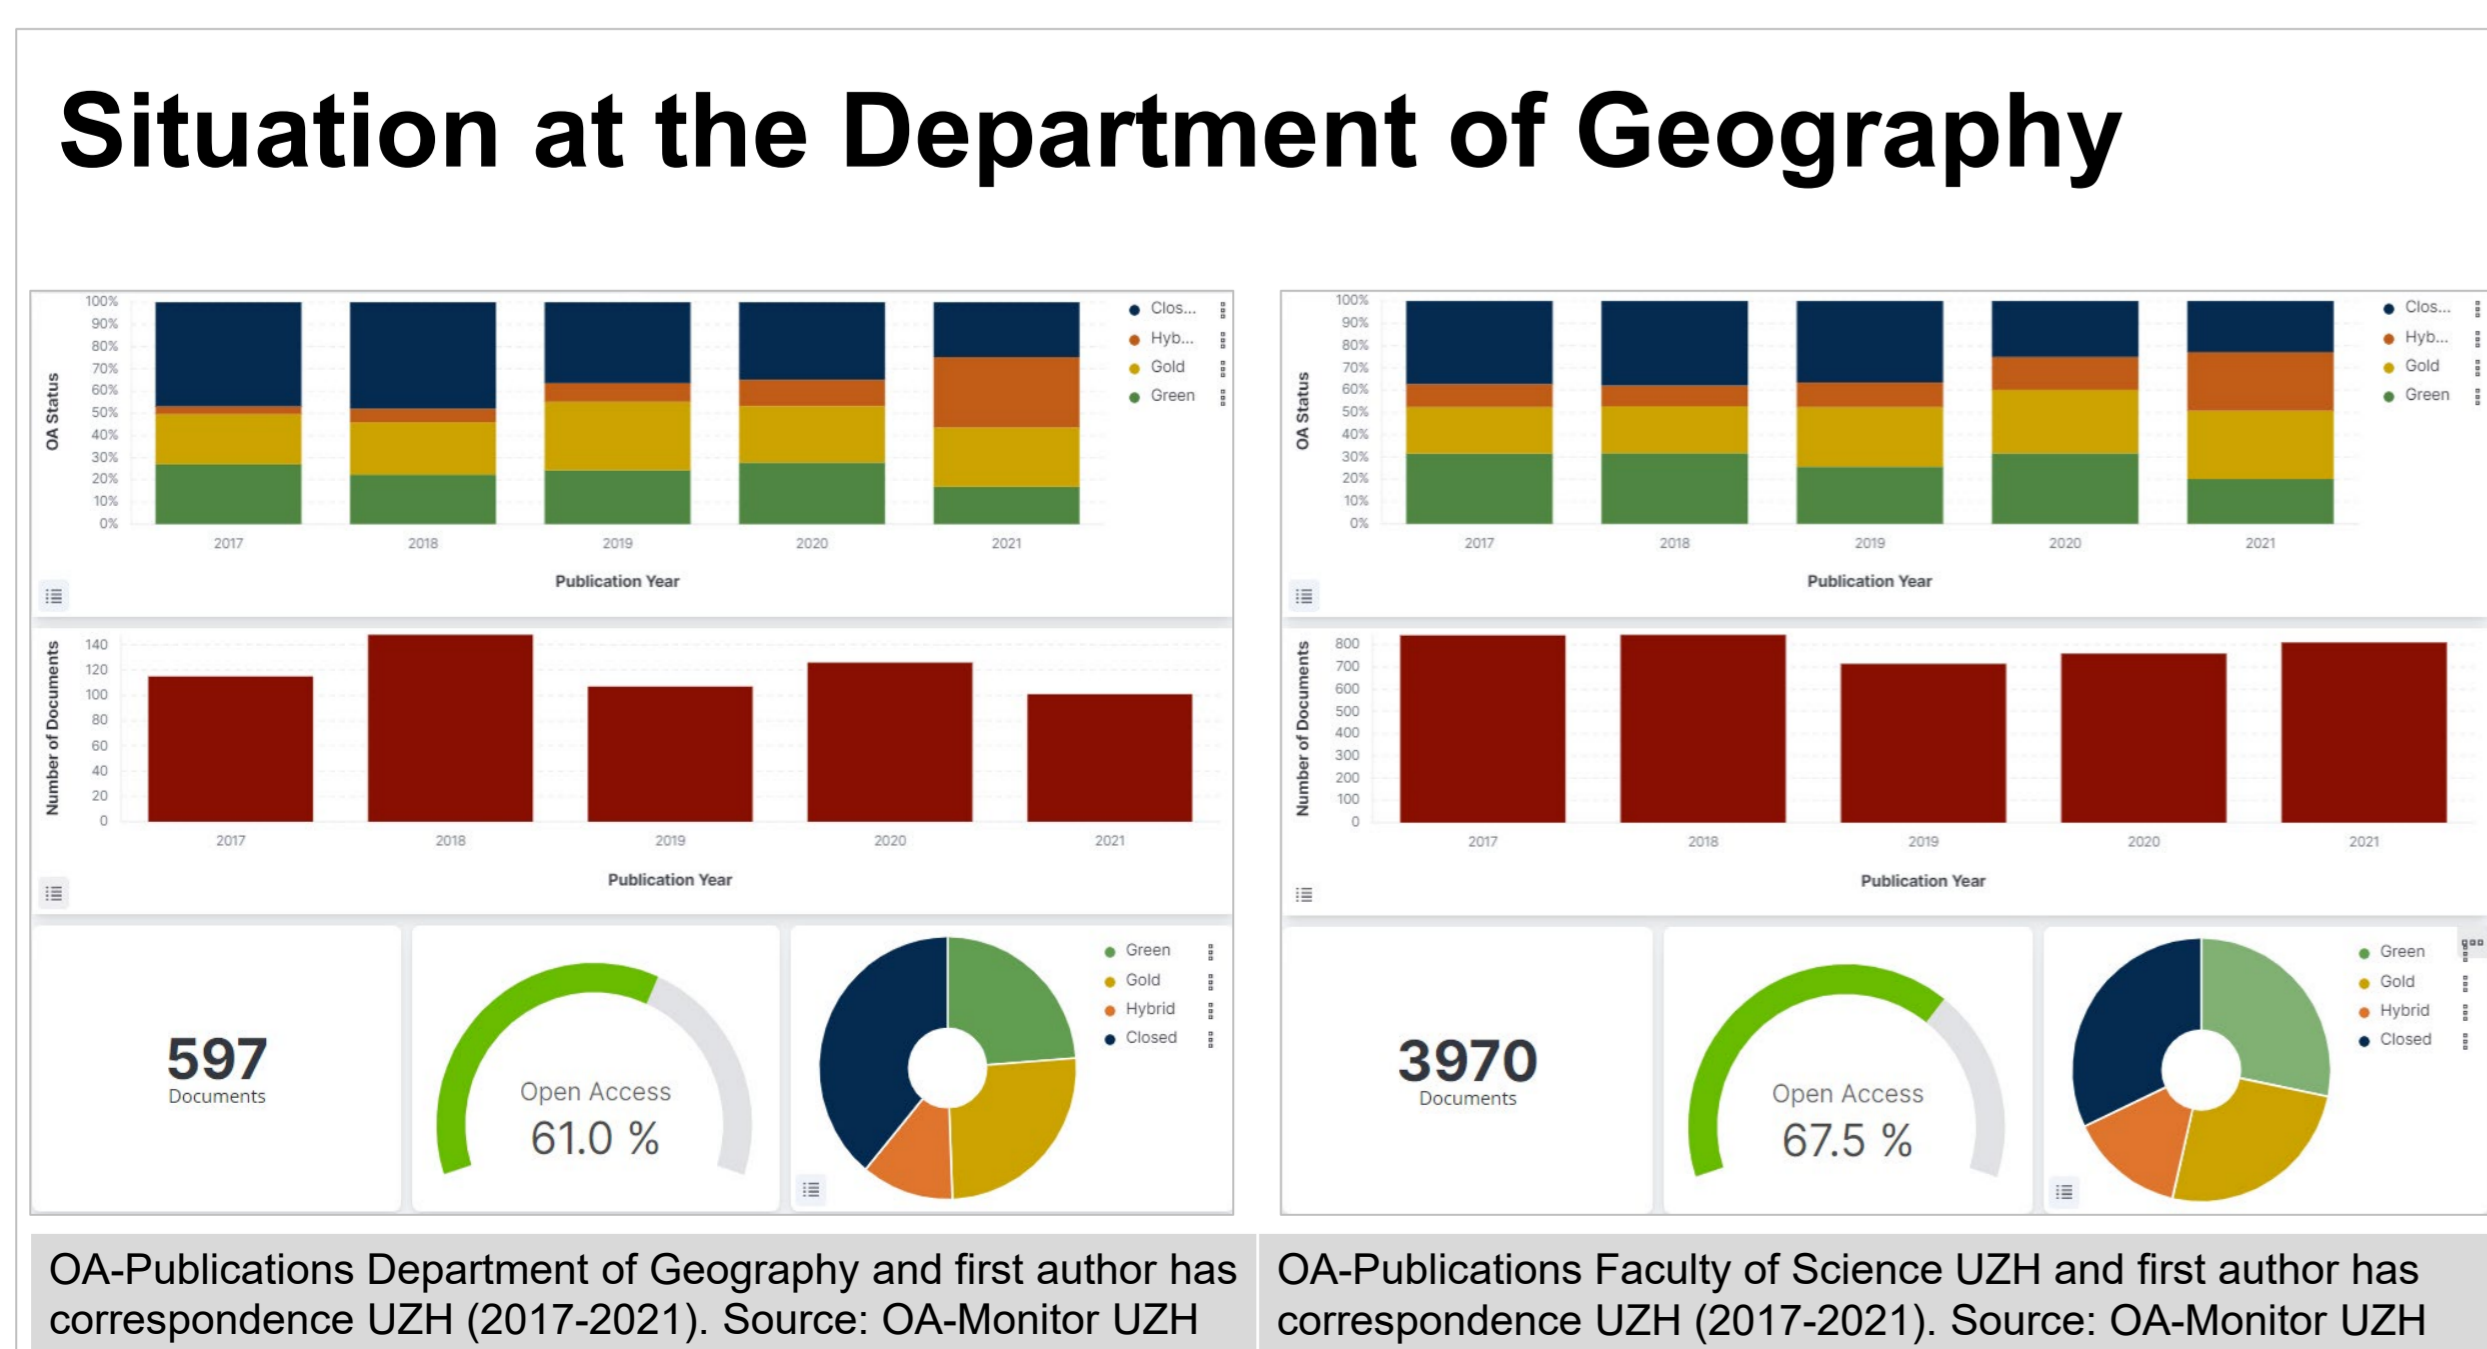 Situation at the Department of Geography
OA Status
100%
90%
80%
70%
60%
50%
40%
30%
20%
10%
0%
2017 2018 2019 2020 2021
Publication Year
Clos...
Hyb...
Gold
Green
Number of Documents
140
120
100
80
60
40
20
0
2017 2018 2019 2020 2021
Publication Year
597
Documents
Open Access
61.0 %
Green
Gold
Hybrid
Closed
OA-Publications Department of Geography and first author has
correspondence UZH (2017-2021). Source: OA-Monitor UZH
OA Status
100%
90%
80%
70%
60%
50%
40%
30%
20%
10%
0%
2017 2018 2019 2020 2021
Publication Year
Clos...
Hyb...
Gold
Green
Number of Documents
800
700
600
500
400
300
200
100
0
2017 2018 2019 2020 2021
Publication Year
3970
Documents
Open Access
67.5 %
Green
Gold
Hybrid
Closed
OA-Publications Faculty of Science UZH and first author has
correspondence UZH (2017-2021). Source: OA-Monitor UZH